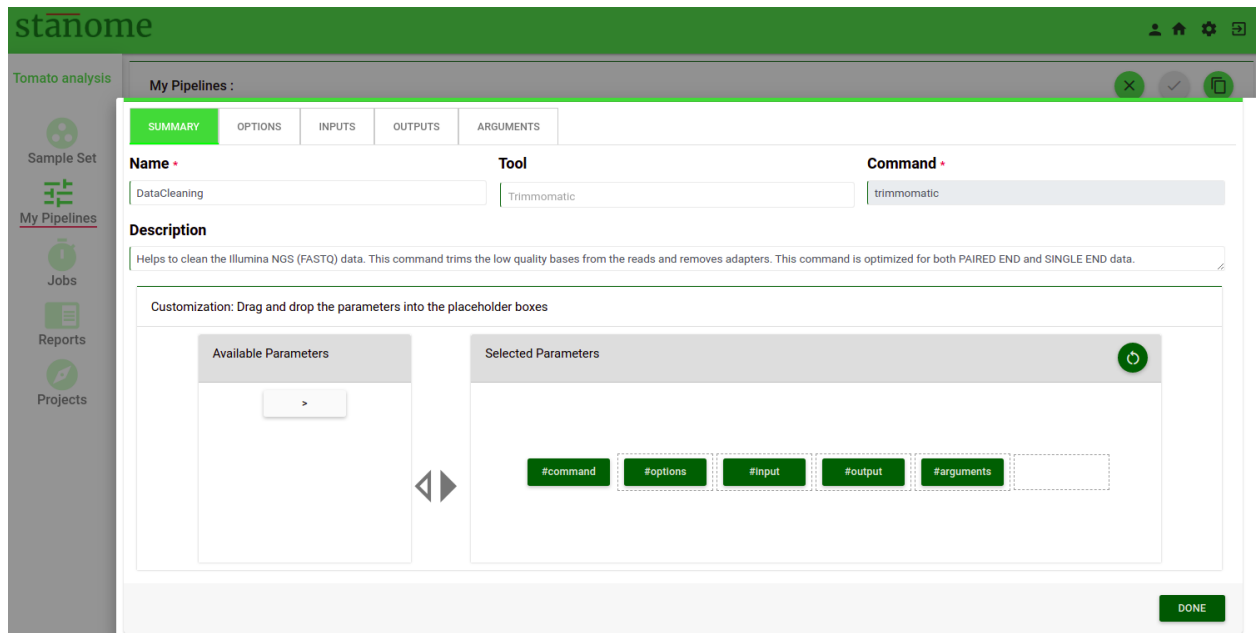 stanome
Tomato analysis
My Pipelines :
Sample Set
My Pipelines
Jobs
Reports
Projects
SUMMARY OPTIONS INPUTS OUTPUTS ARGUMENTS
Name * Tool Command *
DataCleaning Trimmomatic trimmomatic
Description
Helps to clean the Illumina NGS (FASTQ) data. This command trims the low quality bases from the reads and removes adapters. This command is optimized for both PAIRED END and SINGLE END data.
Customization: Drag and drop the parameters into the placeholder boxes
Available Parameters Selected Parameters
>
#command #options #input #output #arguments
DONE